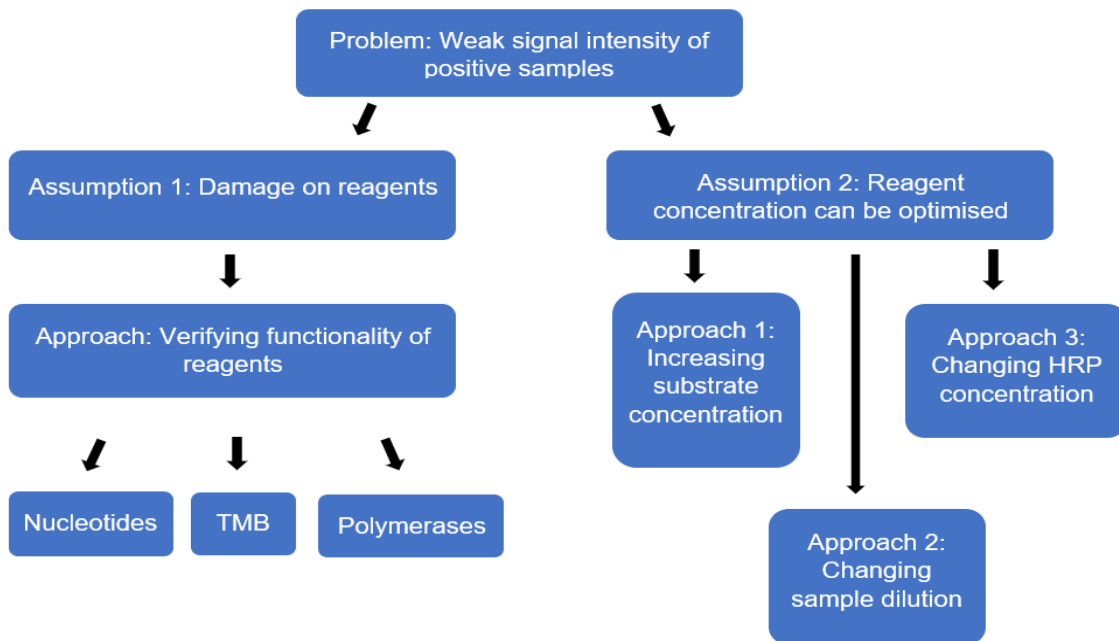 Problem: Weak signal intensity of
positive samples
Assumption 1: Damage on reagents
Assumption 2: Reagent
concentration can be optimised
Approach: Verifying functionality of
reagents
Nucleotides
TMB
Polymerases
Approach 1:
Increasing
substrate
concentration
Approach 2:
Changing
sample dilution
Approach 3:
Changing HRP
concentration